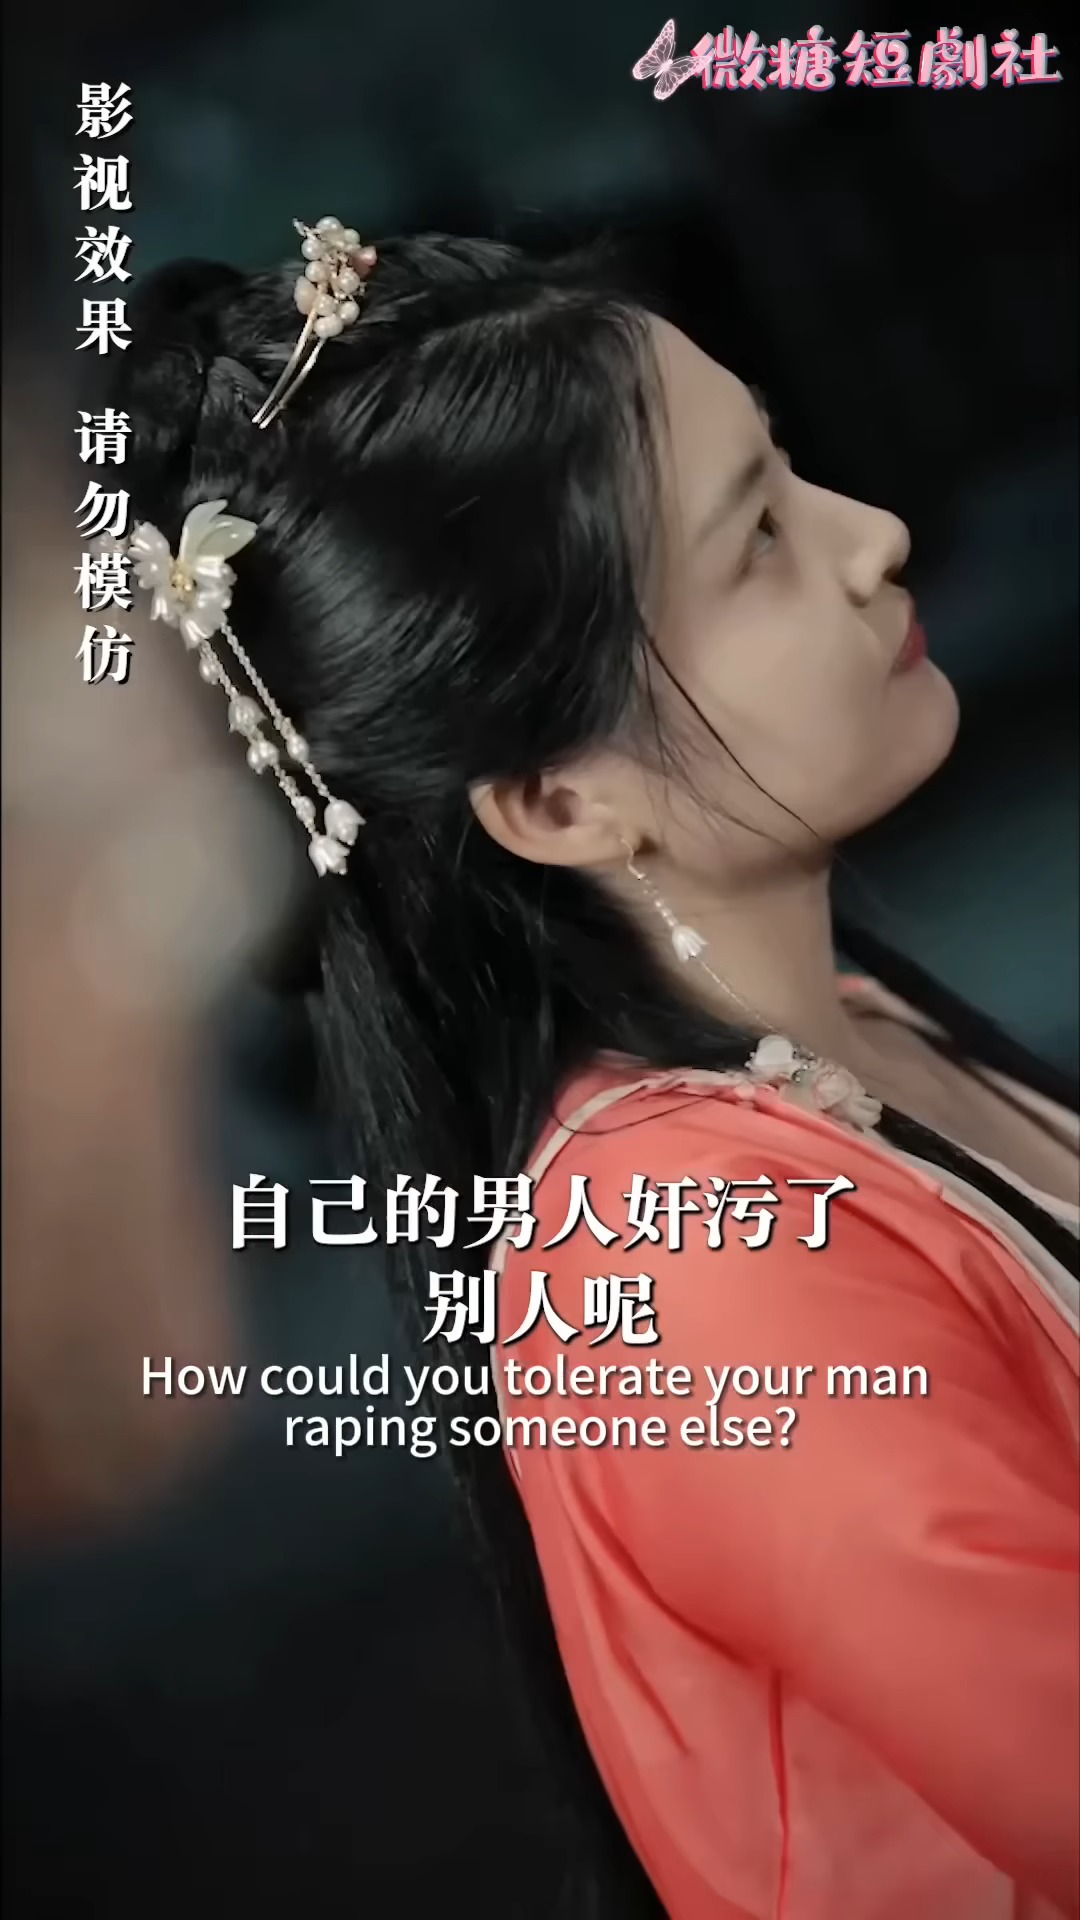 微糖短劇社
影视效果 请勿模仿
自己的男人奸污了
别人呢
How could you tolerate your man
raping someone else?